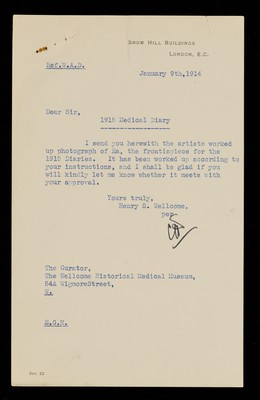 SNOW HILL BUILDINGS
LONDON, E.C.
Ref.E.A.D.
January 9th,1914
Dear Sir,
1915 Medical Diary
I send you herewith the artists worked
up photograph of Ea, the frontispiece for the
1915 Diaries. It has been worked up according to
your instructions, and I shall be glad if you
will kindly let me know whether it meets with
your approval.
Yours truly,
Henry S. Wellcome,
per
The Curator,
The Wellcome Historical Medical Museum,
54A WigmoreStreet,
W.